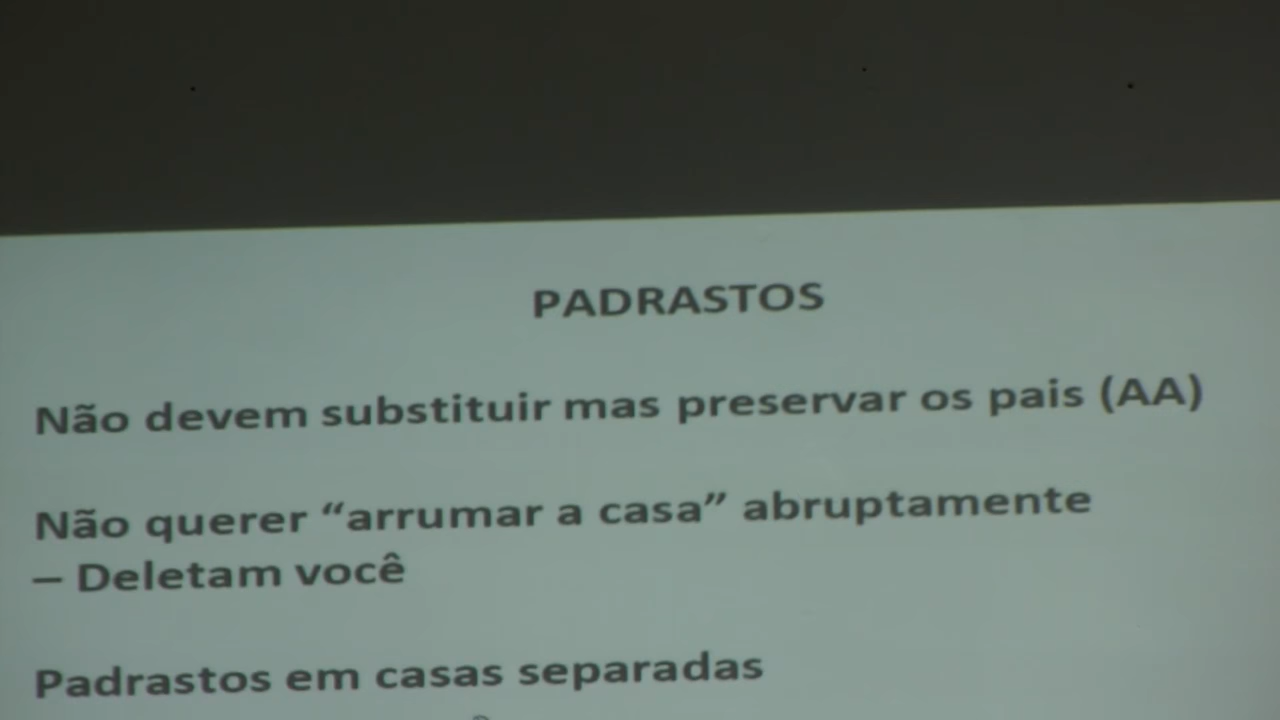 PADRASTOS
Não devem substituir mas preservar os pais (AA)
Não querer “arrumar a casa” abruptamente
– Deletam você
Padrastos em casas separadas